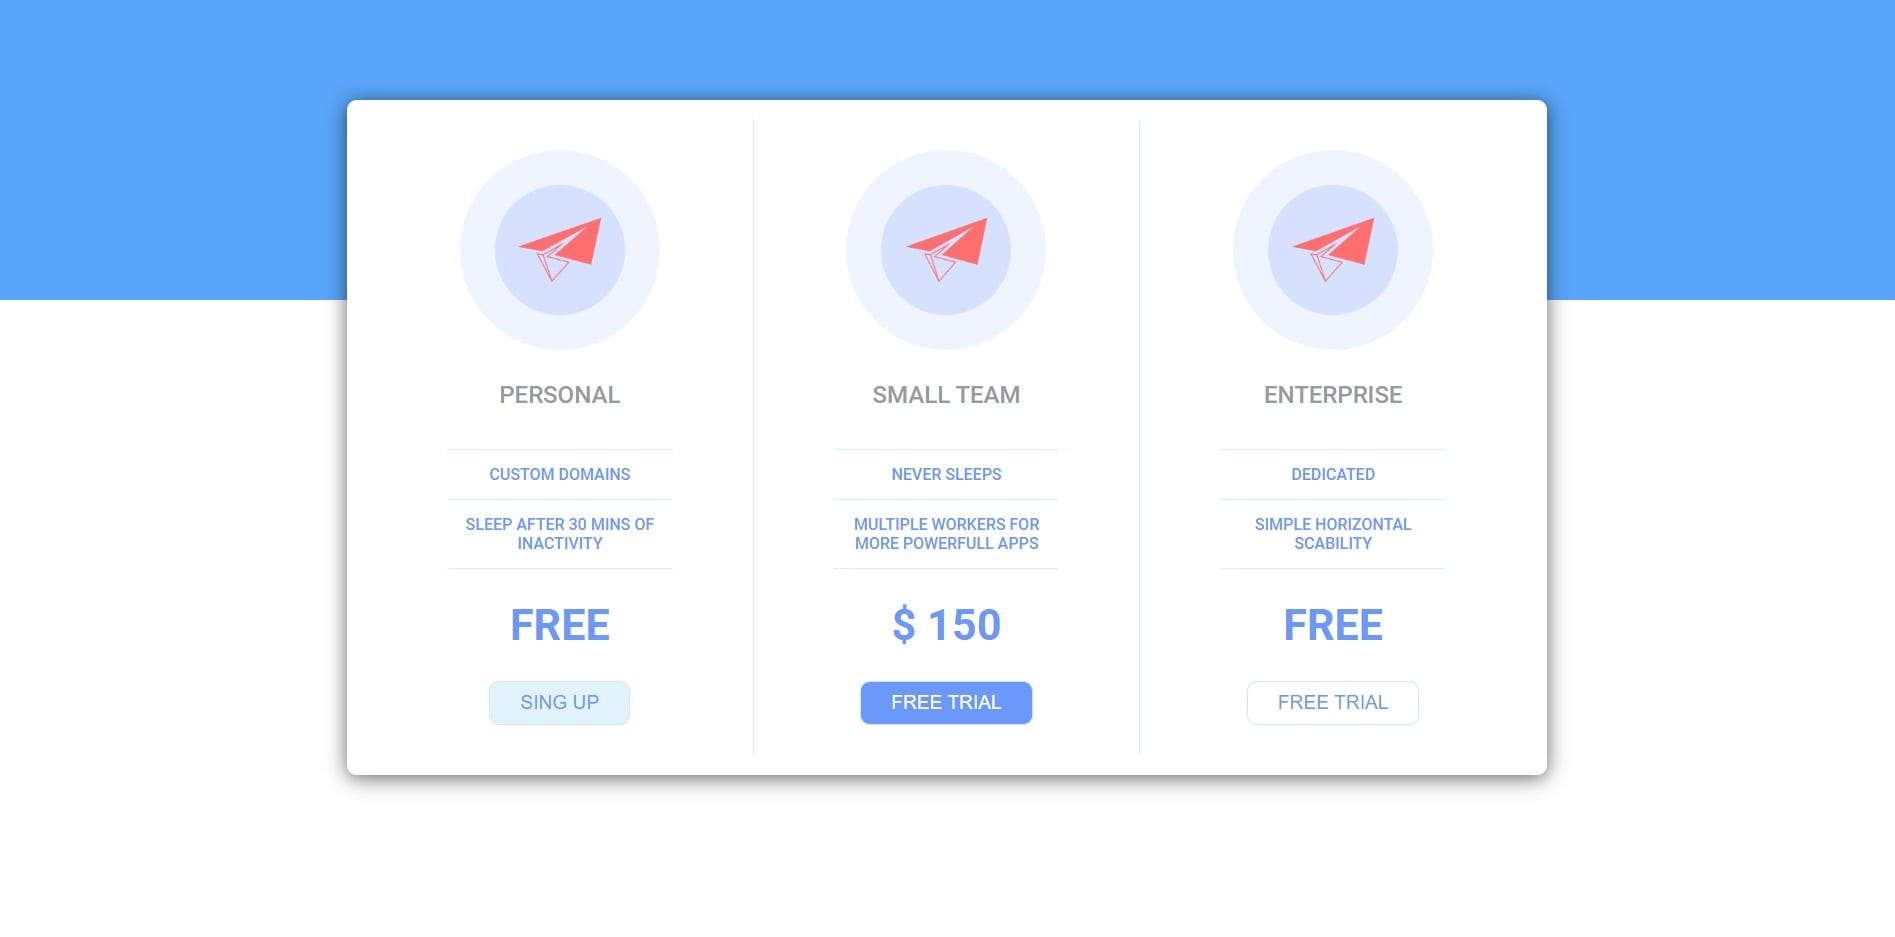 PERSONAL
CUSTOM DOMAINS
SLEEP AFTER 30 MINS OF
INACTIVITY
FREE
SING UP
SMALL TEAM
NEVER SLEEPS
MULTIPLE WORKERS FOR
MORE POWERFULL APPS
$ 150
FREE TRIAL
ENTERPRISE
DEDICATED
SIMPLE HORIZONTAL
SCABILITY
FREE
FREE TRIAL